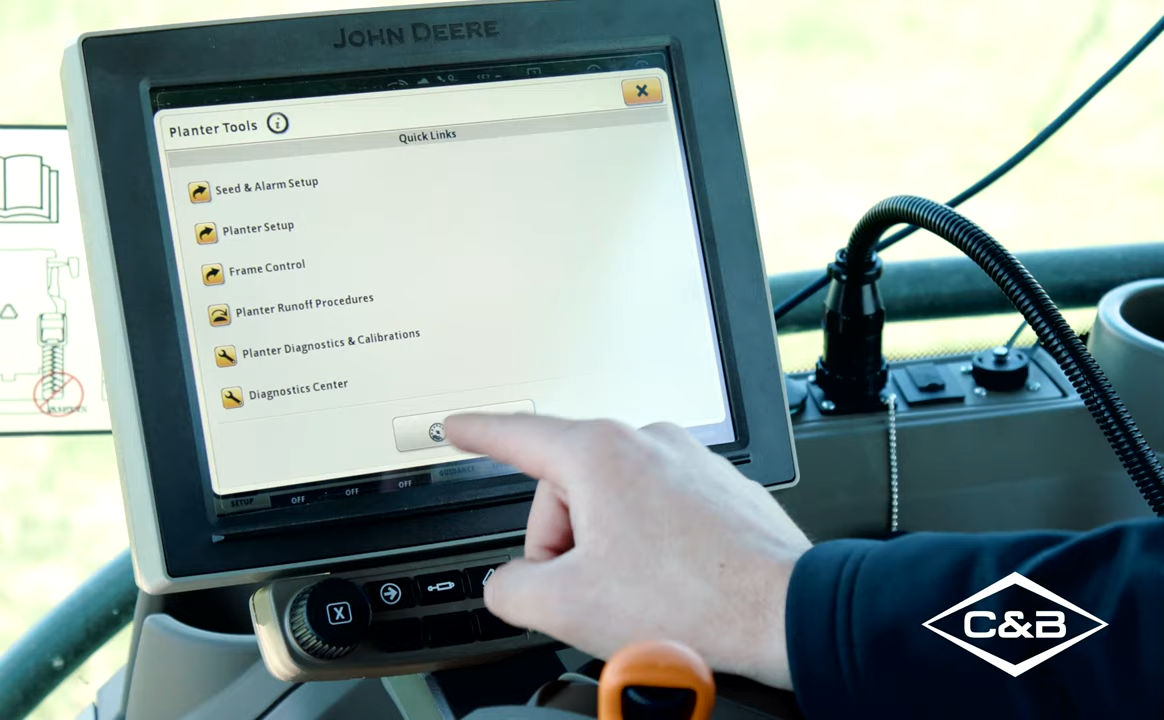 JOHN DEERE
Planter Tools
Quick Links
Seed & Alarm Setup
Planter Setup
Frame Control
Planter Runoff Procedures
Planter Diagnostics & Calibrations
Diagnostics Center
SETUP
OFF
OFF
OFF
GUIDANCE
C&B